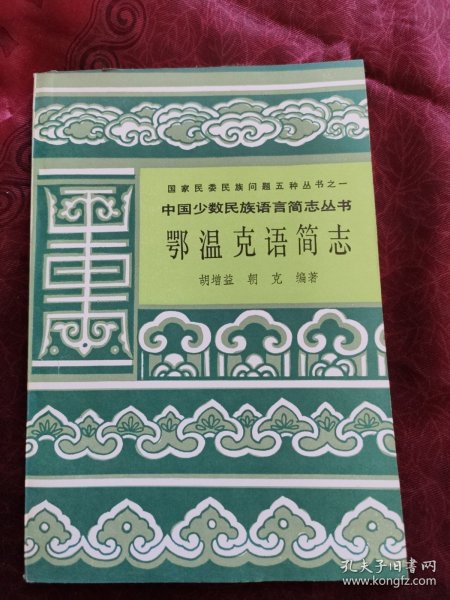 国家民委民族问题五种丛书之一
中国少数民族语言简志丛书
鄂温克语简志
胡增益 朝克 编著
孔夫子旧书网
www.kongfz.com